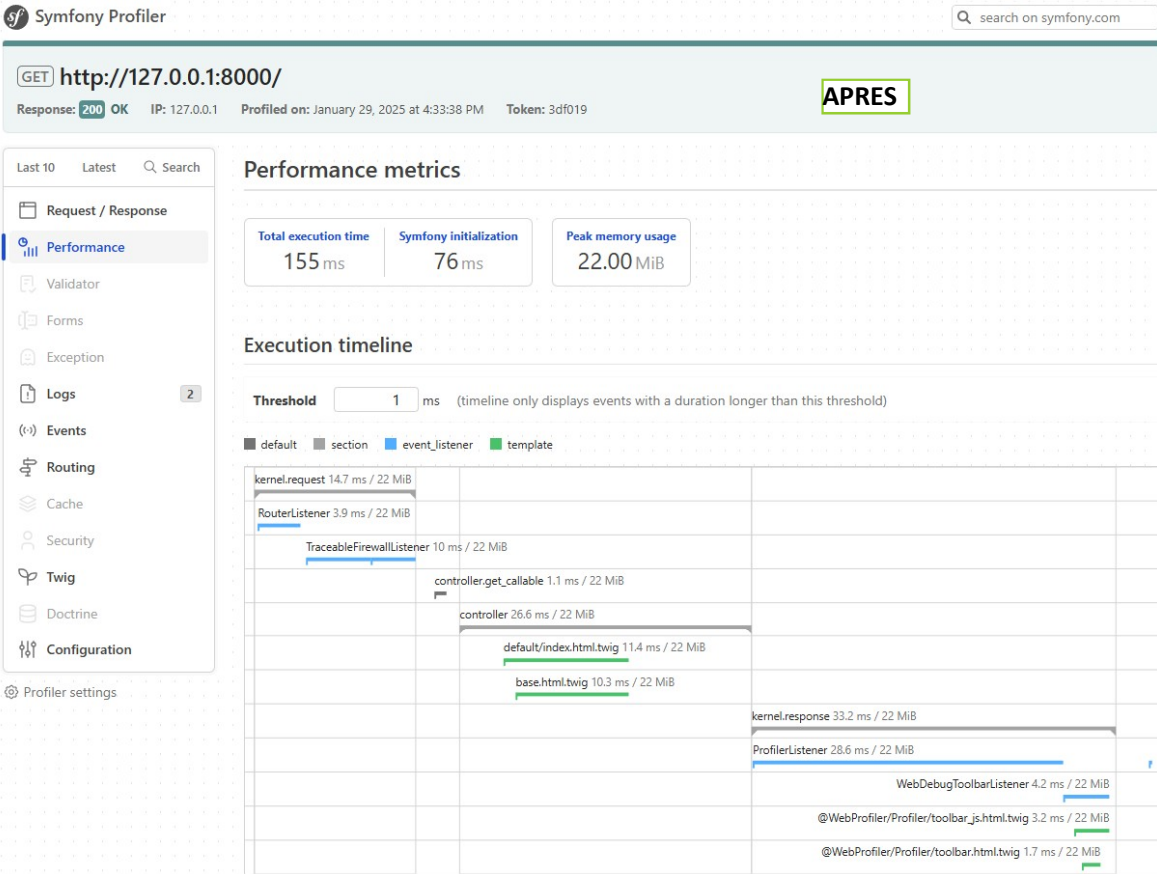 sf Symfony Profiler
search on symfony.com
GET http://127.0.0.1:8000/
Response: 200 OK IP: 127.0.0.1 Profiled on: January 29, 2025 at 4:33:38 PM Token: 3df019
APRES
Last 10 Latest Search
Request / Response
Performance
Validator
Forms
Exception
Logs 2
Events
Routing
Cache
Security
Twig
Doctrine
Configuration
Profiler settings
Performance metrics
Total execution time Symfony initialization Peak memory usage
155 ms 76 ms 22.00 MiB
Execution timeline
Threshold 1 ms (timeline only displays events with a duration longer than this threshold)
default section event_listener template
kernel.request 14.7 ms / 22 MiB
RouterListener 3.9 ms / 22 MiB
TraceableFirewallListener 10 ms / 22 MiB
controller.get_callable 1.1 ms / 22 MiB
controller 26.6 ms / 22 MiB
default/index.html.twig 11.4 ms / 22 MiB
base.html.twig 10.3 ms / 22 MiB
kernel.response 33.2 ms / 22 MiB
ProfilerListener 28.6 ms / 22 MiB
WebDebugToolbarListener 4.2 ms / 22 MiB
@WebProfiler/Profiler/toolbar_js.html.twig 3.2 ms / 22 MiB
@WebProfiler/Profiler/toolbar.html.twig 1.7 ms / 22 MiB